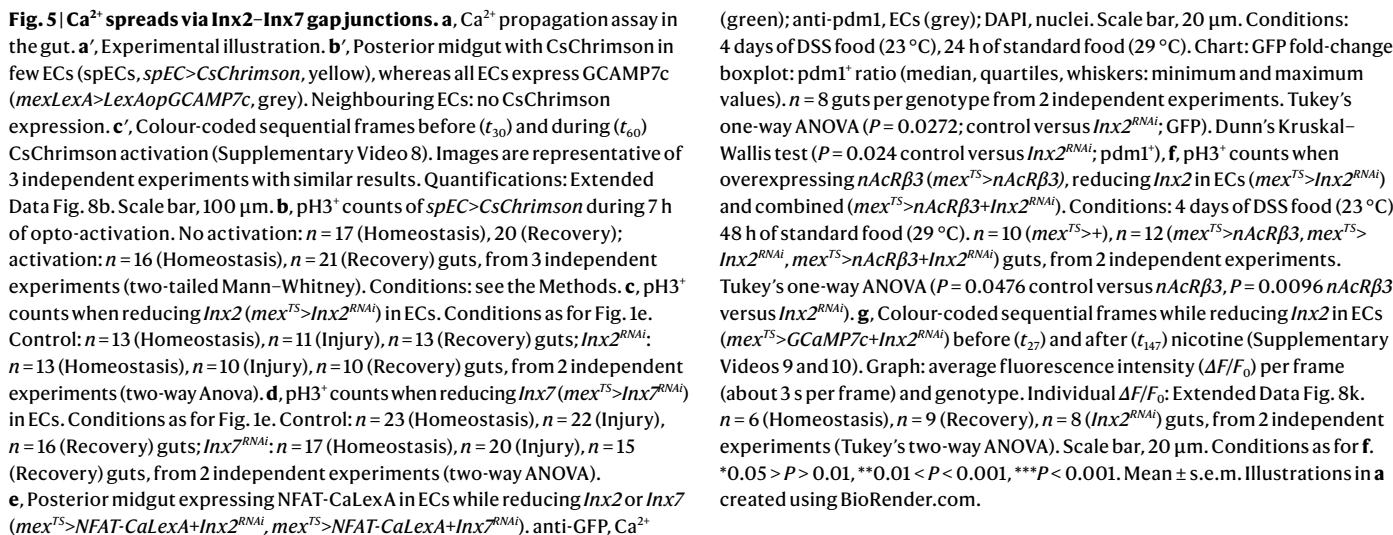 Fig. 5 | Ca²⁺ spreads via Inx2–Inx7 gap junctions. a, Ca²⁺ propagation assay in
the gut. a′, Experimental illustration. b′, Posterior midgut with CsChrimson in
few ECs (spECs, spEC>CsChrimson, yellow), whereas all ECs express GCAMP7c
(mexLexA>LexAopGCAMP7c, grey). Neighbouring ECs: no CsChrimson
expression. c′, Colour-coded sequential frames before (t₃₀) and during (t₆₀)
CsChrimson activation (Supplementary Video 8). Images are representative of
3 independent experiments with similar results. Quantifications: Extended
Data Fig. 8b. Scale bar, 100 μm. b, pH3⁺ counts of spEC>CsChrimson during 7 h
of opto-activation. No activation: n = 17 (Homeostasis), 20 (Recovery);
activation: n = 16 (Homeostasis), n = 21 (Recovery) guts, from 3 independent
experiments (two-tailed Mann–Whitney). Conditions: see the Methods. c, pH3⁺
counts when reducing Inx2 (mexᵀˢ>Inx2ᴿᴺᴬⁱ) in ECs. Conditions as for Fig. 1e.
Control: n = 13 (Homeostasis), n = 11 (Injury), n = 13 (Recovery) guts; Inx2ᴿᴺᴬⁱ:
n = 13 (Homeostasis), n = 10 (Injury), n = 10 (Recovery) guts, from 2 independent
experiments (two-way Anova). d, pH3⁺ counts when reducing Inx7 (mexᵀˢ>Inx7ᴿᴺᴬⁱ)
in ECs. Conditions as for Fig. 1e. Control: n = 23 (Homeostasis), n = 22 (Injury),
n = 16 (Recovery) guts; Inx7ᴿᴺᴬⁱ: n = 17 (Homeostasis), n = 20 (Injury), n = 15
(Recovery) guts, from 2 independent experiments (two-way ANOVA).
e, Posterior midgut expressing NFAT-CaLexA in ECs while reducing Inx2 or Inx7
(mexᵀˢ>NFAT-CaLexA+Inx2ᴿᴺᴬⁱ, mexᵀˢ>NFAT-CaLexA+Inx7ᴿᴺᴬⁱ). anti-GFP, Ca²⁺
(green); anti-pdm1, ECs (grey); DAPI, nuclei. Scale bar, 20 μm. Conditions:
4 days of DSS food (23 °C), 24 h of standard food (29 °C). Chart: GFP fold-change
boxplot: pdm1⁺ ratio (median, quartiles, whiskers: minimum and maximum
values). n = 8 guts per genotype from 2 independent experiments. Tukey's
one-way ANOVA (P = 0.0272; control versus Inx2ᴿᴺᴬⁱ; GFP). Dunn's Kruskal–
Wallis test (P = 0.024 control versus Inx2ᴿᴺᴬⁱ; pdm1⁺), f, pH3⁺ counts when
overexpressing nAcRβ3 (mexᵀˢ>nAcRβ3), reducing Inx2 in ECs (mexᵀˢ>Inx2ᴿᴺᴬⁱ)
and combined (mexᵀˢ>nAcRβ3+Inx2ᴿᴺᴬⁱ). Conditions: 4 days of DSS food (23 °C)
48 h of standard food (29 °C). n = 10 (mexᵀˢ>+), n = 12 (mexᵀˢ>nAcRβ3, mexᵀˢ>
Inx2ᴿᴺᴬⁱ, mexᵀˢ>nAcRβ3+Inx2ᴿᴺᴬⁱ) guts, from 2 independent experiments.
Tukey's one-way ANOVA (P = 0.0476 control versus nAcRβ3, P = 0.0096 nAcRβ3
versus Inx2ᴿᴺᴬⁱ). g, Colour-coded sequential frames while reducing Inx2 in ECs
(mexᵀˢ>GCaMP7c+Inx2ᴿᴺᴬⁱ) before (t₂₇) and after (t₁₄₇) nicotine (Supplementary
Videos 9 and 10). Graph: average fluorescence intensity (ΔF/F₀) per frame
(about 3 s per frame) and genotype. Individual ΔF/F₀: Extended Data Fig. 8k.
n = 6 (Homeostasis), n = 9 (Recovery), n = 8 (Inx2ᴿᴺᴬⁱ) guts, from 2 independent
experiments (Tukey's two-way ANOVA). Scale bar, 20 μm. Conditions as for f.
*0.05 > P > 0.01, **0.01 < P < 0.001, ***P < 0.001. Mean ± s.e.m. Illustrations in a
created using BioRender.com.